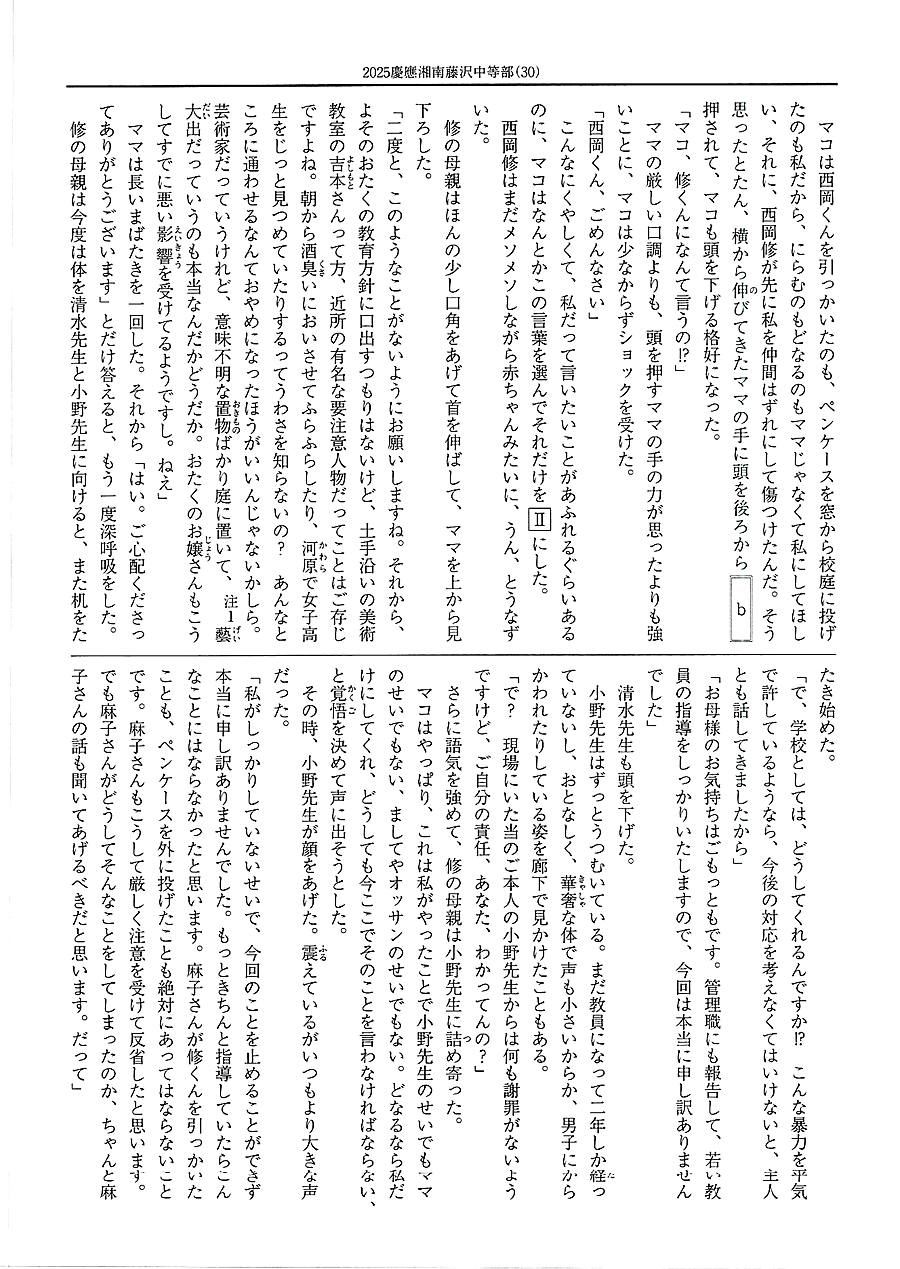 2025慶應湘南藤沢中等部(30)
マコは西岡くんを引っかいたのも、ペンケースを窓から校庭に投げ
たのも私だから、にらむのもどなるのもママじゃなくて私にしてほし
い、それに、西岡修が先に私を仲間はずれにして傷つけたんだ。そう
思ったとたん、横から伸びてきたママの手に頭を後ろから b
押されて、マコも頭を下げる格好になった。
「マコ、修くんになんて言うの!?」
ママの厳しい口調よりも、頭を押すママの手の力が思ったよりも強
いことに、マコは少なからずショックを受けた。
「西岡くん、ごめんなさい」
こんなにくやしくて、私だって言いたいことがあふれるぐらいある
のに、マコはなんとかこの言葉を選んでそれだけを Ⅱ にした。
西岡修はまだメソメソしながら赤ちゃんみたいに、うん、とうなず
いた。
修の母親はほんの少し口角をあげて首を伸ばして、ママを上から見
下ろした。
「二度と、このようなことがないようにお願いしますね。それから、
よそのおたくの教育方針に口出すつもりはないけど、土手沿いの美術
教室の吉本さんって方、近所の有名な要注意人物だってことはご存じ
ですよね。朝から酒臭いにおいさせてふらふらしたり、河原で女子高
生をじっと見つめていたりするってうわさを知らないの? あんなと
ころに通わせるなんておやめになったほうがいいんじゃないかしら。
芸術家だっていうけれど、意味不明な置物ばかり庭に置いて、注1藝
大出だっていうのも本当なんだかどうだか。おたくのお嬢さんもこう
してすでに悪い影響を受けてるようですし。ねえ」
ママは長いまばたきを一回した。それから「はい。ご心配くださっ
てありがとうございます」とだけ答えると、もう一度深呼吸をした。
修の母親は今度は体を清水先生と小野先生に向けると、また机をた
たき始めた。
「で、学校としては、どうしてくれるんですか!? こんな暴力を平気
で許しているようなら、今後の対応を考えなくてはいけないと、主人
とも話してきましたから」
「お母様のお気持ちはごもっともです。管理職にも報告して、若い教
員の指導をしっかりいたしますので、今回は本当に申し訳ありません
でした」
清水先生も頭を下げた。
小野先生はずっとうつむいている。まだ教員になって二年しか経っ
ていないし、おとなしく、華奢な体で声も小さいからか、男子にから
かわれたりしている姿を廊下で見かけたこともある。
「で? 現場にいた当のご本人の小野先生からは何も謝罪がないよう
ですけど、ご自分の責任、あなた、わかってんの?」
さらに語気を強めて、修の母親は小野先生に詰め寄った。
マコはやっぱり、これは私がやったことで小野先生のせいでもママ
のせいでもない、ましてやオッサンのせいでもない。どなるなら私だ
けにしてくれ、どうしても今ここでそのことを言わなければならない、
と覚悟を決めて声に出そうとした。
その時、小野先生が顔をあげた。震えているがいつもより大きな声
だった。
「私がしっかりしていないせいで、今回のことを止めることができず
本当に申し訳ありませんでした。もっときちんと指導していたらこん
なことにはならなかったと思います。麻子さんが修くんを引っかいた
ことも、ペンケースを外に投げたことも絶対にあってはならないこと
です。麻子さんもこうして厳しく注意を受けて反省したと思います。
でも麻子さんがどうしてそんなことをしてしまったのか、ちゃんと麻
子さんの話も聞いてあげるべきだと思います。だって」